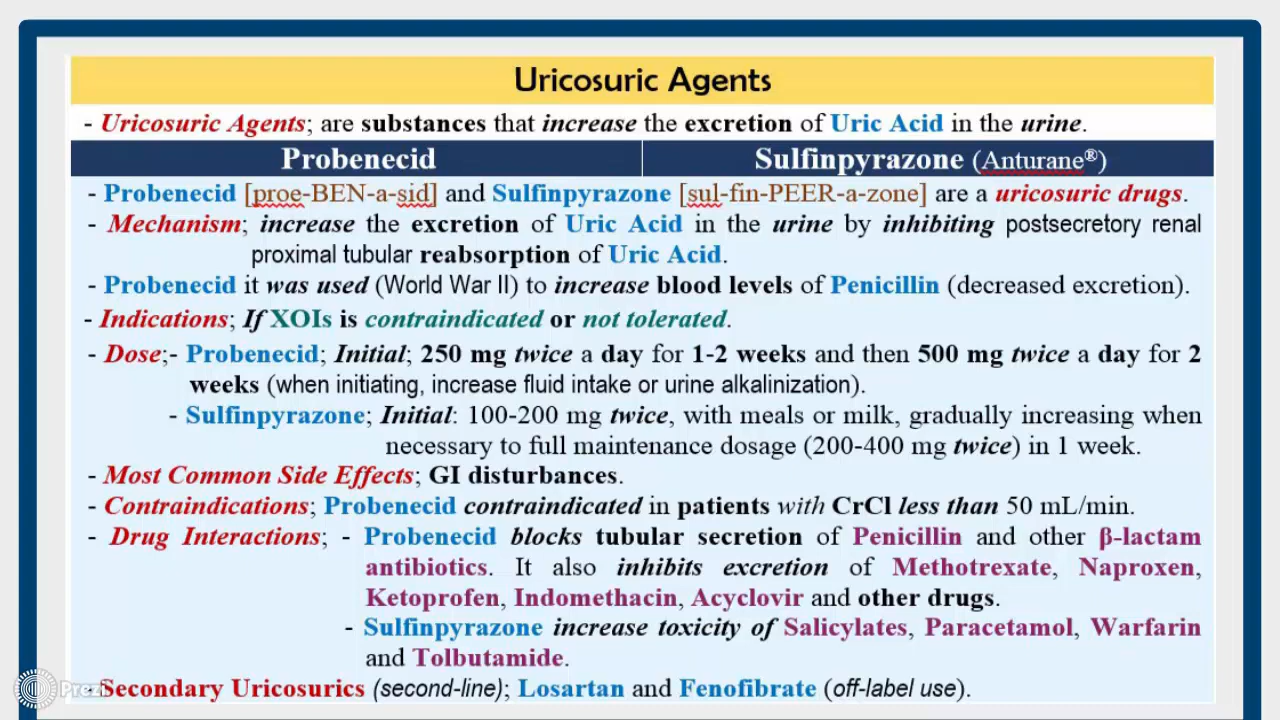 Uricosuric Agents
- Uricosuric Agents; are substances that increase the excretion of Uric Acid in the urine.
Probenecid
Sulfinpyrazone (Anturane®)
- Probenecid [proe-BEN-a-sid] and Sulfinpyrazone [sul-fin-PEER-a-zone] are a uricosuric drugs.
- Mechanism; increase the excretion of Uric Acid in the urine by inhibiting postsecretory renal
proximal tubular reabsorption of Uric Acid.
- Probenecid it was used (World War II) to increase blood levels of Penicillin (decreased excretion).
- Indications; If XOIs is contraindicated or not tolerated.
- Dose;- Probenecid; Initial; 250 mg twice a day for 1-2 weeks and then 500 mg twice a day for 2
weeks (when initiating, increase fluid intake or urine alkalinization).
- Sulfinpyrazone; Initial: 100-200 mg twice, with meals or milk, gradually increasing when
necessary to full maintenance dosage (200-400 mg twice) in 1 week.
- Most Common Side Effects; GI disturbances.
- Contraindications; Probenecid contraindicated in patients with CrCl less than 50 mL/min.
- Drug Interactions; - Probenecid blocks tubular secretion of Penicillin and other β-lactam
antibiotics. It also inhibits excretion of Methotrexate, Naproxen,
Ketoprofen, Indomethacin, Acyclovir and other drugs.
- Sulfinpyrazone increase toxicity of Salicylates, Paracetamol, Warfarin
and Tolbutamide.
Prezi
Secondary Uricosurics (second-line); Losartan and Fenofibrate (off-label use).